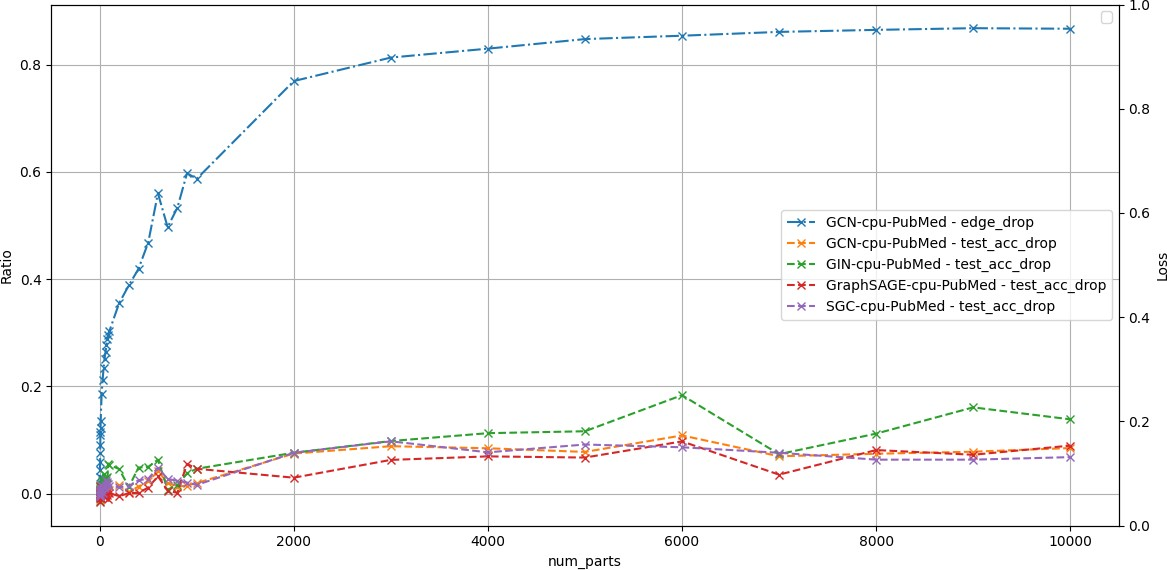 1.0
0.8
0.8
0.6
0.6
GCN-cpu-PubMed - edge_drop
GCN-cpu-PubMed - test_acc_drop
Ratio
GIN-cpu-PubMed - test_acc_drop
Loss
GraphSAGE-cpu-PubMed - test_acc_drop
0.4
SGC-cpu-PubMed - test_acc_drop
0.4
0.2
0.2
0.0
0.0
0 2000 4000 6000 8000 10000
num_parts